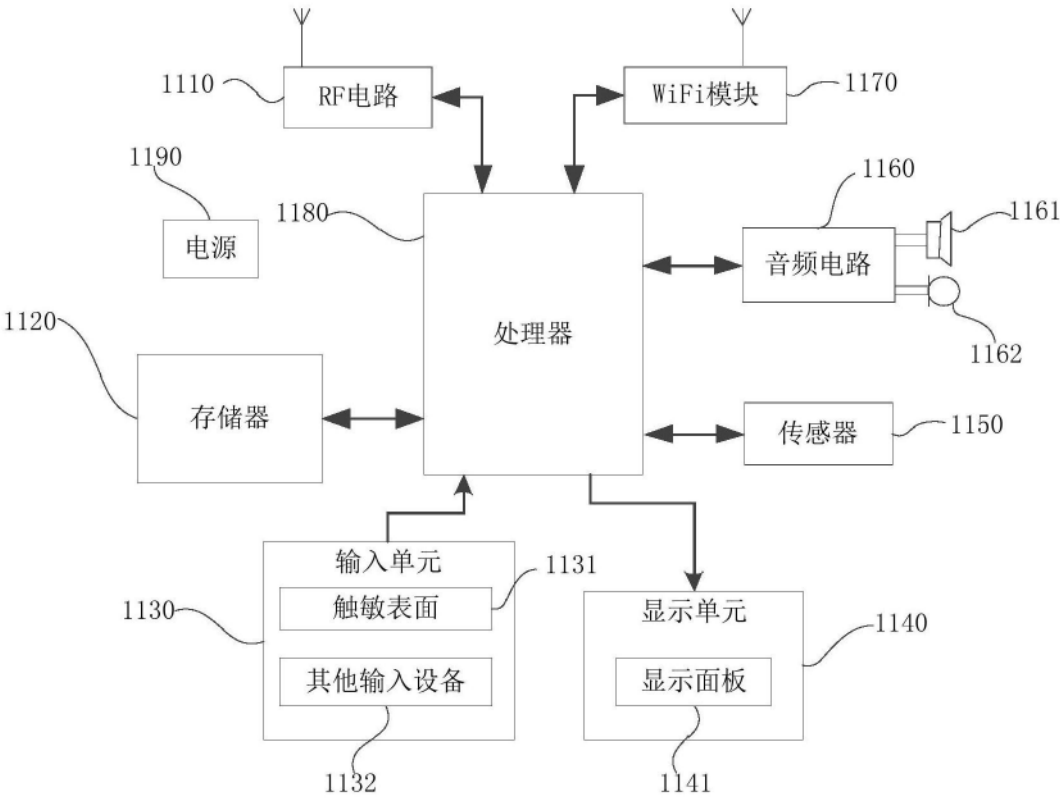 1110
RF电路
WiFi模块
1170
1190
电源
1180
1160
1161
音频电路
1162
处理器
1120
存储器
传感器
1150
输入单元
1131
触敏表面
1130
其他输入设备
1132
显示单元
1140
显示面板
1141